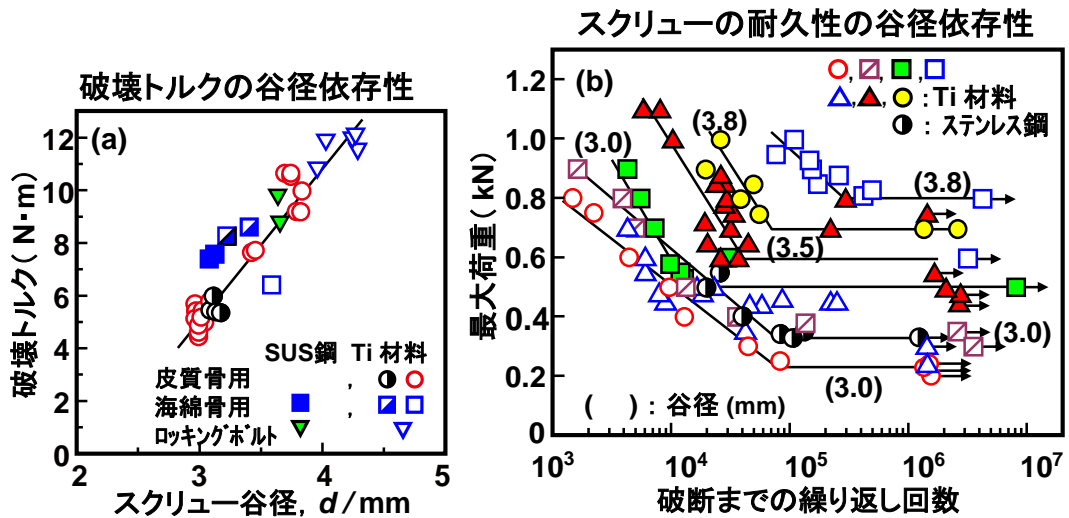 破壊トルクの谷径依存性
(a)
破壊トルク(N・m)
12
10
8
6
4
2
0
2
3
4
5
スクリュー谷径, d/mm
SUS鋼 Ti 材料
皮質骨用 ,
海綿骨用 ,
ロッキングボルト
スクリューの耐久性の谷径依存性
(b)
最大荷重(kN)
1.2
1.0
0.8
0.6
0.4
0.2
0
10³
10⁴
10⁵
10⁶
10⁷
破断までの繰り返し回数
, , ,
, , : Ti 材料
: ステンレス鋼
(3.0)
(3.8)
(3.8)
(3.5)
(3.0)
(3.0)
( ) : 谷径 (mm)